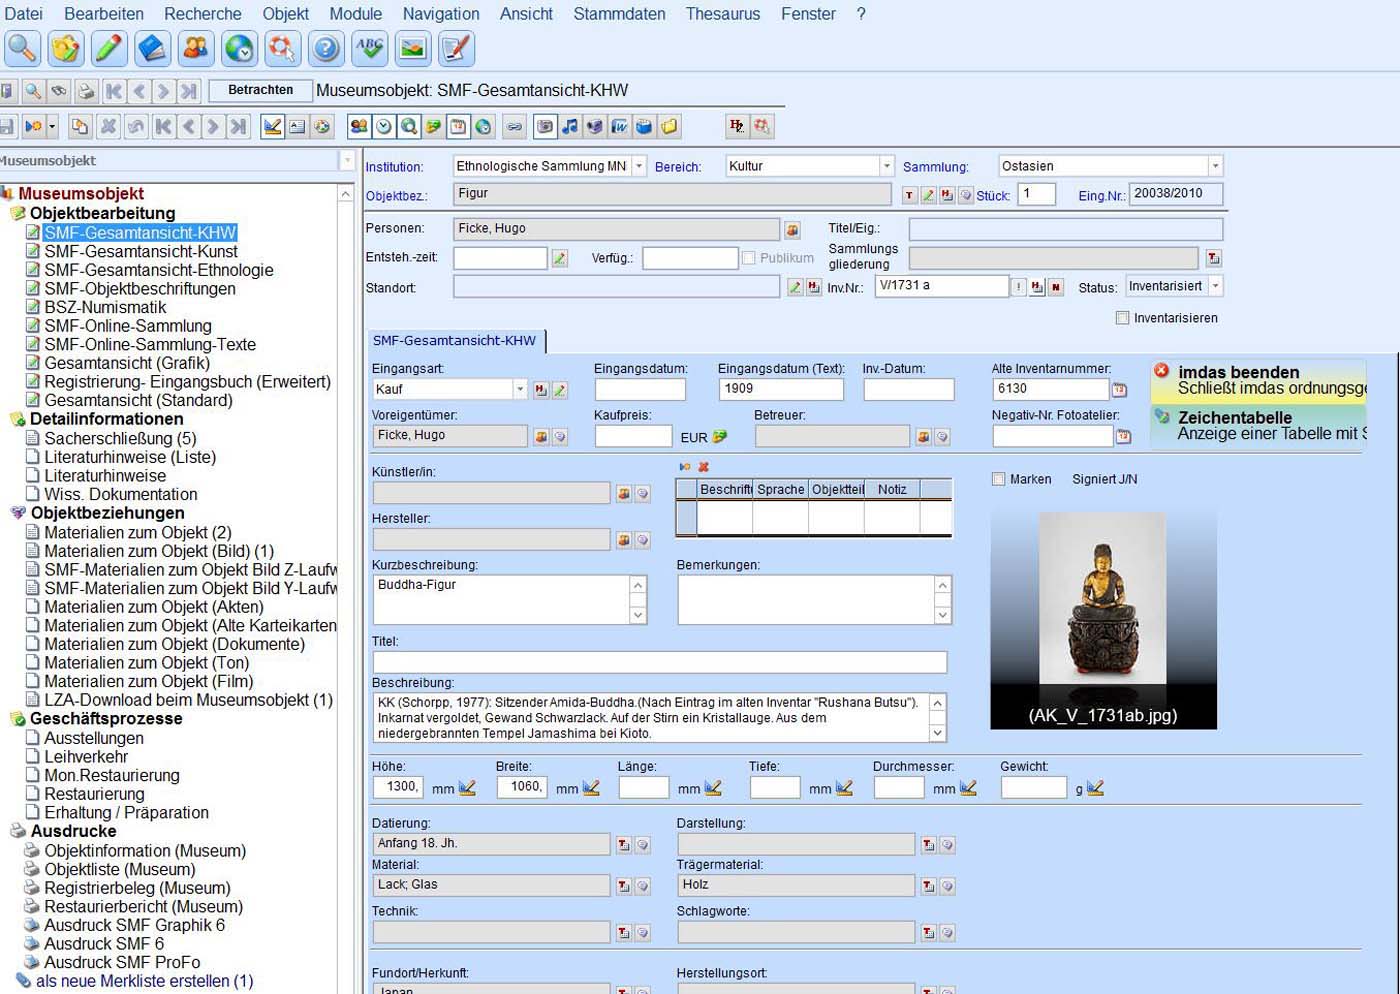 Datei Bearbeiten Recherche Objekt Module Navigation Ansicht Stammdaten Thesaurus Fenster ?
ABC
Betrachten Museumsobjekt: SMF-Gesamtansicht-KHW
Museumsobjekt
Museumsobjekt
Objektbearbeitung
SMF-Gesamtansicht-KHW
SMF-Gesamtansicht-Kunst
SMF-Gesamtansicht-Ethnologie
SMF-Objektbeschriftungen
BSZ-Numismatik
SMF-Online-Sammlung
SMF-Online-Sammlung-Texte
Gesamtansicht (Grafik)
Registrierung- Eingangsbuch (Erweitert)
Gesamtansicht (Standard)
Detailinformationen
Sacherschließung (5)
Literaturhinweise (Liste)
Literaturhinweise
Wiss. Dokumentation
Objektbeziehungen
Materialien zum Objekt (2)
Materialien zum Objekt (Bild) (1)
SMF-Materialien zum Objekt Bild Z-Laufw
SMF-Materialien zum Objekt Bild Y-Laufw
Materialien zum Objekt (Akten)
Materialien zum Objekt (Alte Karteikarten
Materialien zum Objekt (Dokumente)
Materialien zum Objekt (Ton)
Materialien zum Objekt (Film)
LZA-Download beim Museumsobjekt (1)
Geschäftsprozesse
Ausstellungen
Leihverkehr
Mon.Restaurierung
Restaurierung
Erhaltung / Präparation
Ausdrucke
Objektinformation (Museum)
Objektliste (Museum)
Registrierbeleg (Museum)
Restaurierbericht (Museum)
Ausdruck SMF Graphik 6
Ausdruck SMF 6
Ausdruck SMF ProFo
als neue Merkliste erstellen (1)
Institution: Ethnologische Sammlung MN Bereich: Kultur Sammlung: Ostasien
Objektbez.: Figur Stück: 1 Eing.Nr.: 20038/2010
Personen: Ficke, Hugo Titel/Eig.:
Entsteh.-zeit: Verfüg.: Publikum Sammlungs
gliederung
Standort: Inv.Nr.: V/1731 a Status: Inventarisiert
Inventarisieren
SMF-Gesamtansicht-KHW
Eingangsart: Eingangsdatum: Eingangsdatum (Text): Inv.-Datum: Alte Inventarnummer:
Kauf 1909 6130
imdas beenden
Schließt imdas ordnungsge
Voreigentümer: Kaufpreis: Betreuer: Negativ-Nr. Fotoatelier:
Ficke, Hugo EUR
Zeichentabelle
Anzeige einer Tabelle mit S
Künstler/in:
Beschrift Sprache Objektteil Notiz
Marken Signiert J/N
Hersteller:
Kurzbeschreibung: Bemerkungen:
Buddha-Figur
Titel:
Beschreibung:
KK (Schorpp, 1977): Sitzender Amida-Buddha.(Nach Eintrag im alten Inventar "Rushana Butsu").
Inkarnat vergoldet, Gewand Schwarzlack. Auf der Stirn ein Kristallauge. Aus dem
niedergebrannten Tempel Jamashima bei Kioto.
(AK_V_1731ab.jpg)
Höhe: Breite: Länge: Tiefe: Durchmesser: Gewicht:
1300, mm 1060, mm mm mm mm g
Datierung: Darstellung:
Anfang 18. Jh.
Material: Trägermaterial:
Lack; Glas Holz
Technik: Schlagworte:
Fundort/Herkunft: Herstellungsort:
Japan